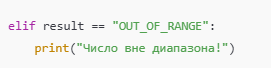 elif result == "OUT_OF_RANGE":
    print("Число вне диапазона!")